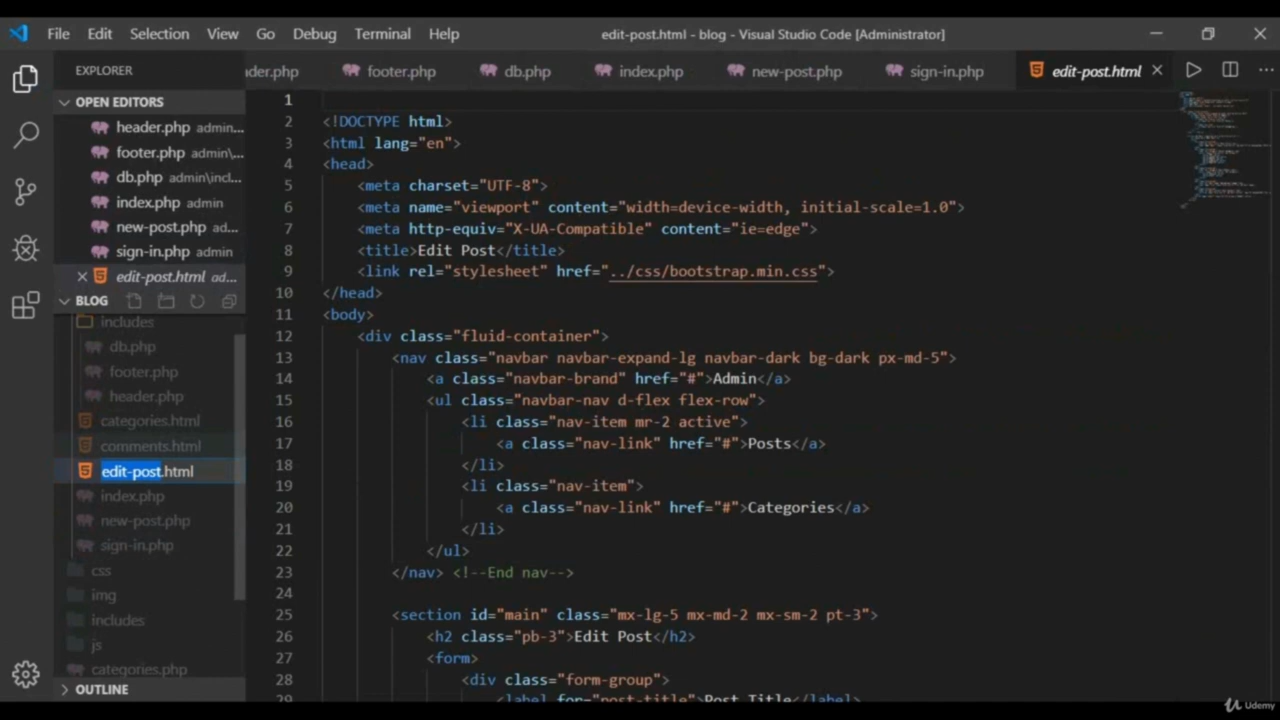 File Edit Selection View Go Debug Terminal Help
edit-post.html - blog - Visual Studio Code [Administrator]
EXPLORER
der.php footer.php db.php index.php new-post.php sign-in.php edit-post.html
OPEN EDITORS
header.php admin...
footer.php admin\...
db.php admin\incl...
index.php admin
new-post.php ad...
sign-in.php admin
edit-post.html ad...
BLOG
includes
db.php
footer.php
header.php
categories.html
comments.html
edit-post.html
index.php
new-post.php
sign-in.php
css
img
includes
js
categories.php
OUTLINE
1
2 <!DOCTYPE html>
3 <html lang="en">
4 <head>
5 <meta charset="UTF-8">
6 <meta name="viewport" content="width=device-width, initial-scale=1.0">
7 <meta http-equiv="X-UA-Compatible" content="ie=edge">
8 <title>Edit Post</title>
9 <link rel="stylesheet" href="../css/bootstrap.min.css">
10 </head>
11 <body>
12 <div class="fluid-container">
13 <nav class="navbar navbar-expand-lg navbar-dark bg-dark px-md-5">
14 <a class="navbar-brand" href="#">Admin</a>
15 <ul class="navbar-nav d-flex flex-row">
16 <li class="nav-item mr-2 active">
17 <a class="nav-link" href="#">Posts</a>
18 </li>
19 <li class="nav-item">
20 <a class="nav-link" href="#">Categories</a>
21 </li>
22 </ul>
23 </nav> <!--End nav-->
24
25 <section id="main" class="mx-lg-5 mx-md-2 mx-sm-2 pt-3">
26 <h2 class="pb-3">Edit Post</h2>
27 <form>
28 <div class="form-group">
29 <label for="post-title">Post Title</label>
Udemy